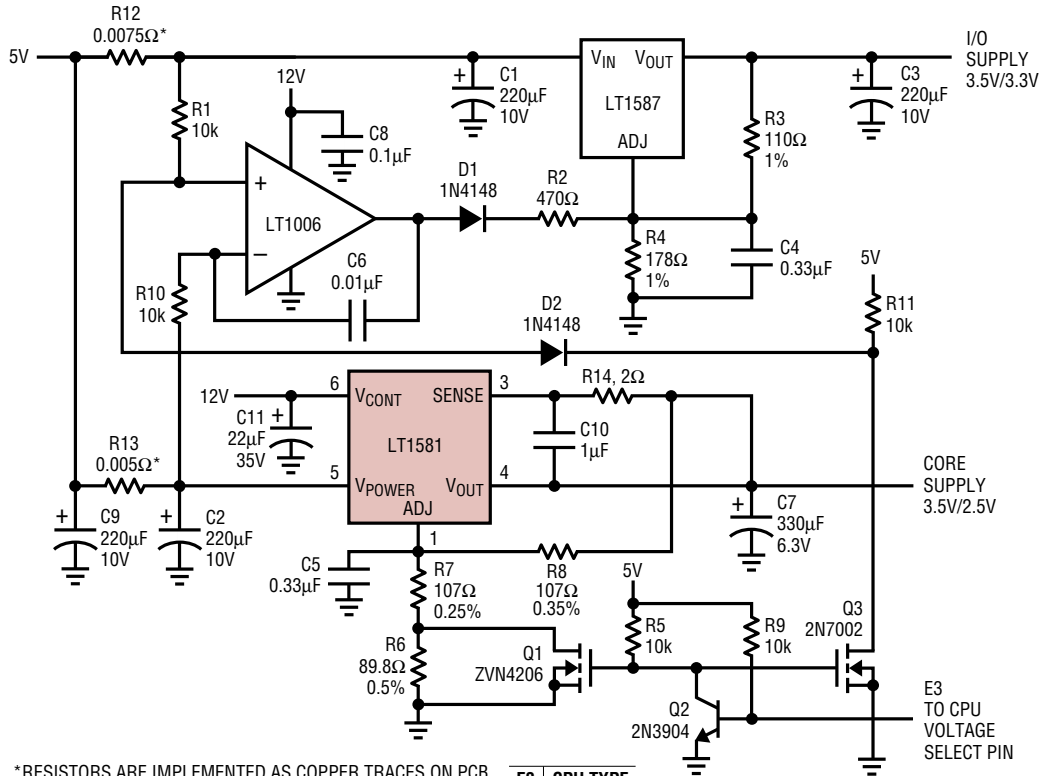 R12
0.0075Ω*
5V
12V
R1
10k
C8
0.1µF
+
C1
220µF
10V
VIN VOUT
LT1587
ADJ
+
C3
220µF
10V
I/O
SUPPLY
3.5V/3.3V
R3
110Ω
1%
+
LT1006
–
D1
1N4148
R2
470Ω
R4
178Ω
1%
C4
0.33µF
C6
0.01µF
R10
10k
5V
R11
10k
D2
1N4148
12V
+
C11
22µF
35V
6
VCONT SENSE
3
LT1581
5
VPOWER VOUT
4
ADJ
1
R14, 2Ω
C10
1µF
R13
0.005Ω*
+
C9
220µF
10V
+
C2
220µF
10V
CORE
SUPPLY
3.5V/2.5V
+
C7
330µF
6.3V
C5
0.33µF
R7
107Ω
0.25%
R8
107Ω
0.35%
R6
89.8Ω
0.5%
Q1
ZVN4206
5V
R5
10k
R9
10k
Q3
2N7002
Q2
2N3904
E3
TO CPU
VOLTAGE
SELECT PIN
*RESISTORS ARE IMPLEMENTED AS COPPER TRACES ON PCB
E3 CPU TYPE